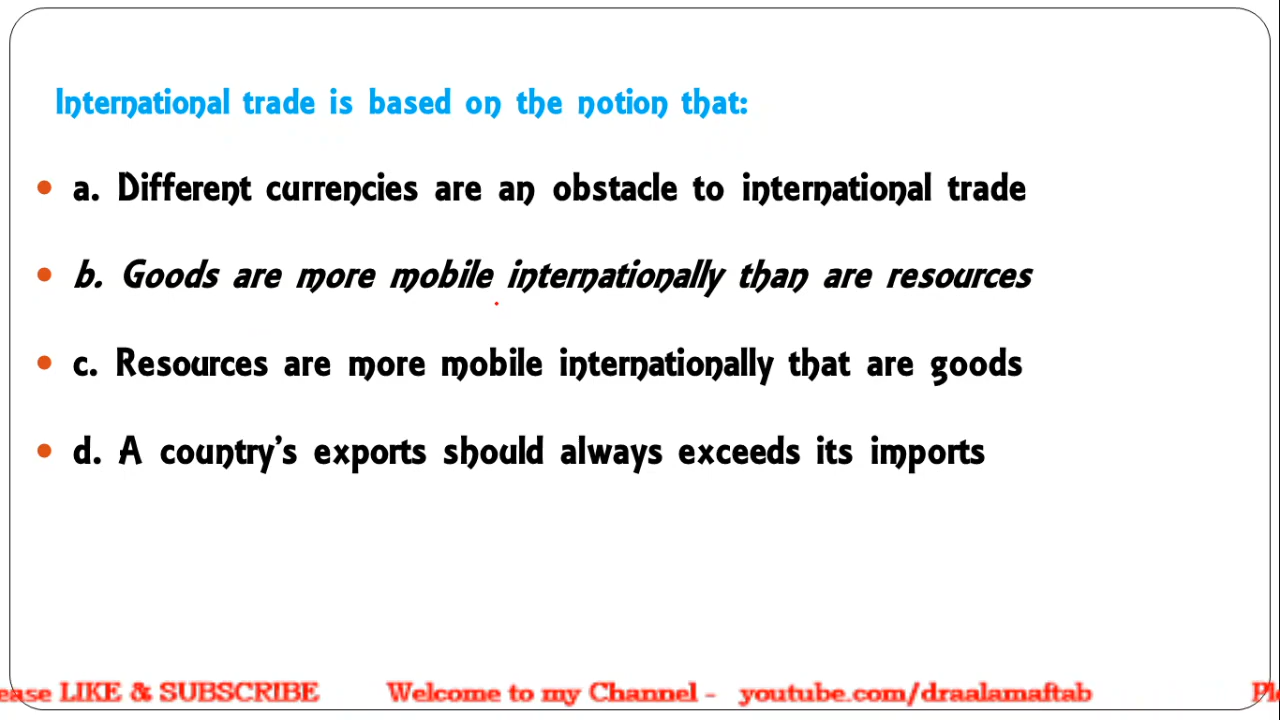 International trade is based on the notion that:
• a. Different currencies are an obstacle to international trade
• b. Goods are more mobile internationally than are resources
• c. Resources are more mobile internationally that are goods
• d. A country's exports should always exceeds its imports
ease LIKE & SUBSCRIBE Welcome to my Channel - youtube.com/draalamaftab Pl